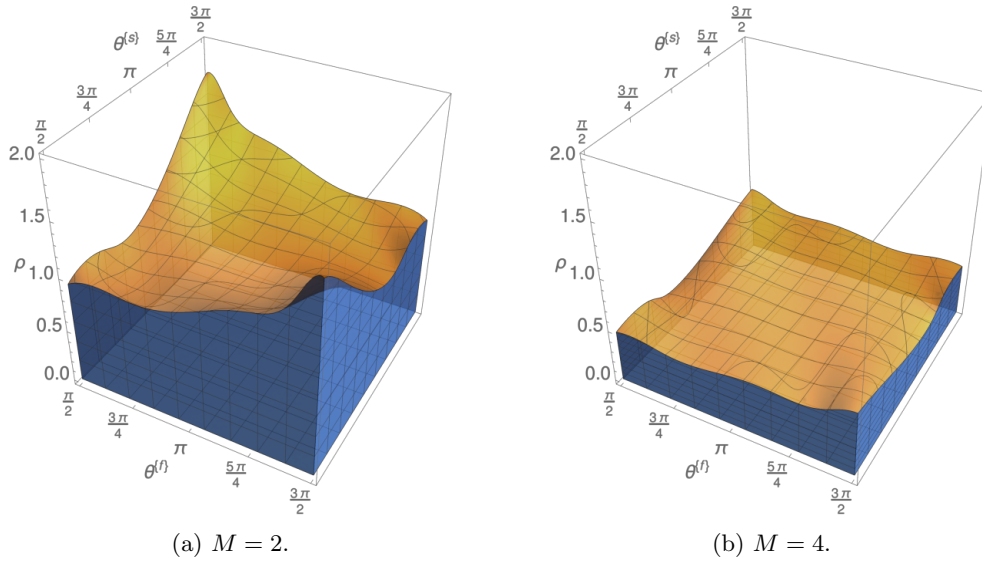 3π/2
5π/4
θ^{s}
π
3π/4
π/2
2.0
1.5
ρ
1.0
0.5
0.0
π/2
3π/4
π
θ^{f}
5π/4
3π/2
(a) M = 2.
3π/2
5π/4
θ^{s}
π
3π/4
π/2
2.0
1.5
ρ
1.0
0.5
0.0
π/2
3π/4
π
θ^{f}
5π/4
3π/2
(b) M = 4.